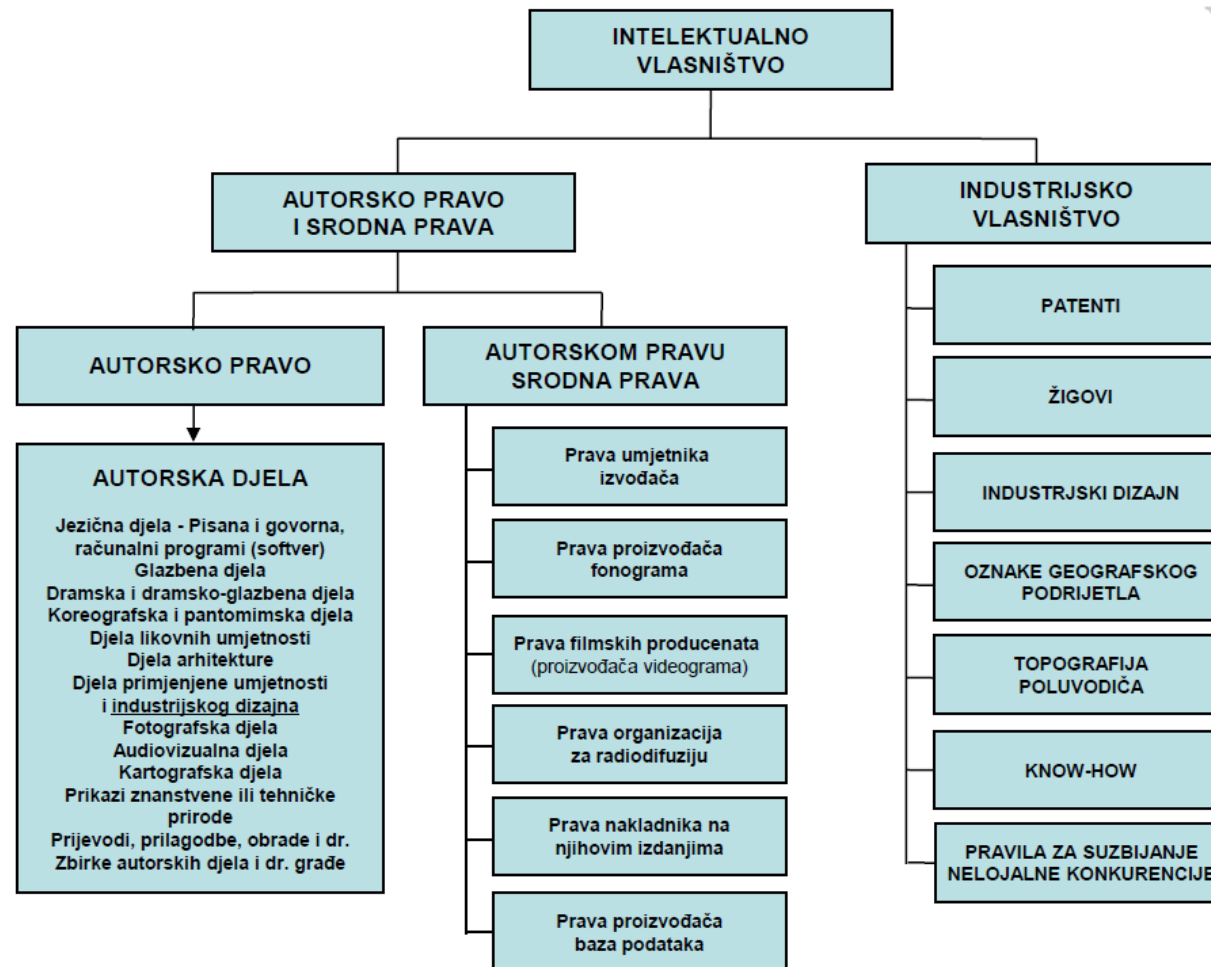 INTELEKTUALNO
VLASNIŠTVO
AUTORSKO PRAVO
I SRODNA PRAVA
INDUSTRIJSKO
VLASNIŠTVO
AUTORSKO PRAVO
AUTORSKA DJELA
Jezična djela - Pisana i govorna,
računalni programi (softver)
Glazbena djela
Dramska i dramsko-glazbena djela
Koreografska i pantomimska djela
Djela likovnih umjetnosti
Djela arhitekture
Djela primjenjene umjetnosti
i industrijskog dizajna
Fotografska djela
Audiovizualna djela
Kartografska djela
Prikazi znanstvene ili tehničke
prirode
Prijevodi, prilagodbe, obrade i dr.
Zbirke autorskih djela i dr. građe
AUTORSKOM PRAVU
SRODNA PRAVA
Prava umjetnika
izvođača
Prava proizvođača
fonograma
Prava filmskih producenata
(proizvođača videograma)
Prava organizacija
za radiodifuziju
Prava nakladnika na
njihovim izdanjima
Prava proizvođača
baza podataka
PATENTI
ŽIGOVI
INDUSTRJSKI DIZAJN
OZNAKE GEOGRAFSKOG
PODRIJETLA
TOPOGRAFIJA
POLUVODIČA
KNOW-HOW
PRAVILA ZA SUZBIJANJE
NELOJALNE KONKURENCIJE